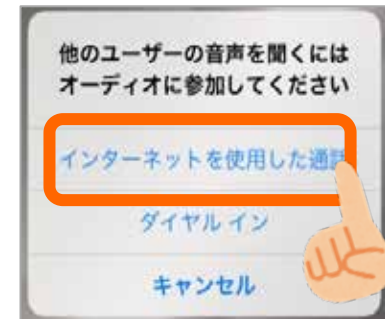 他のユーザーの音声を聞くには
オーディオに参加してください
インターネットを使用した通話
ダイヤル イン
キャンセル